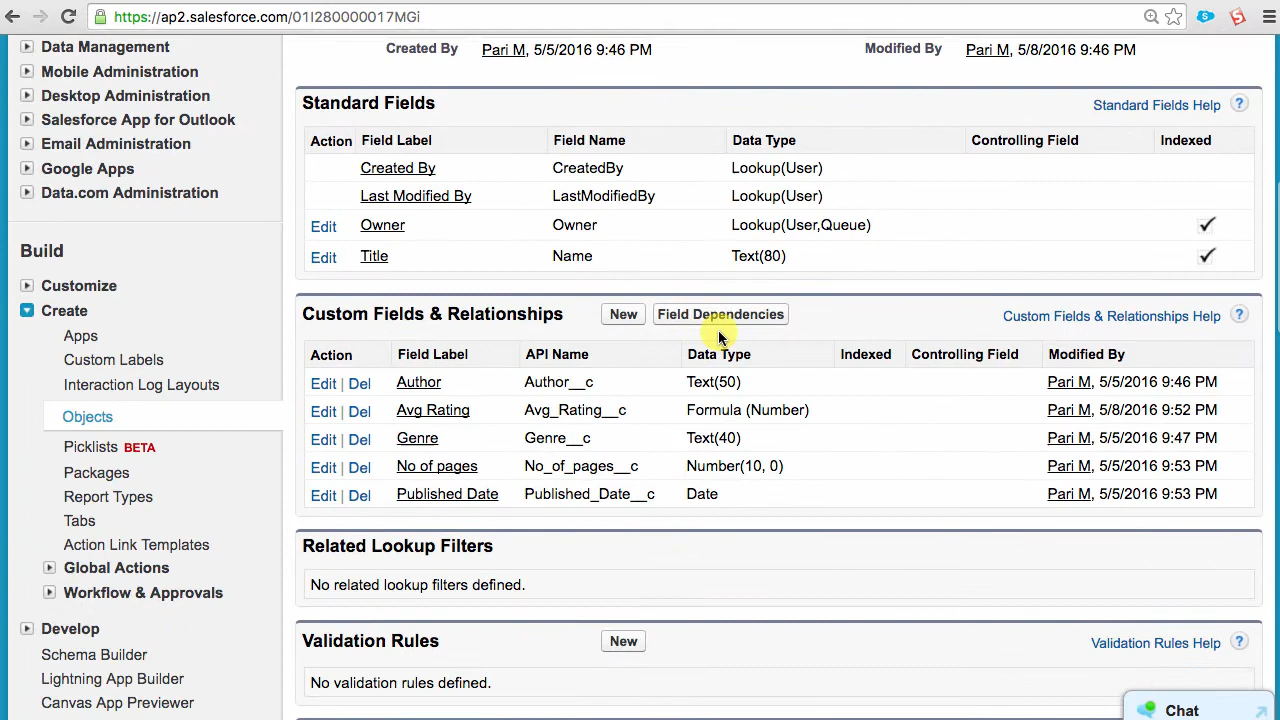 https://ap2.salesforce.com/01I280000017MGi
Data Management
Mobile Administration
Desktop Administration
Salesforce App for Outlook
Email Administration
Google Apps
Data.com Administration
Build
Customize
Create
Apps
Custom Labels
Interaction Log Layouts
Objects
Picklists BETA
Packages
Report Types
Tabs
Action Link Templates
Global Actions
Workflow & Approvals
Develop
Schema Builder
Lightning App Builder
Canvas App Previewer
Created By Pari M, 5/5/2016 9:46 PM Modified By Pari M, 5/8/2016 9:46 PM
Standard Fields Standard Fields Help ?
Action Field Label Field Name Data Type Controlling Field Indexed
Created By CreatedBy Lookup(User)
Last Modified By LastModifiedBy Lookup(User)
Edit Owner Owner Lookup(User,Queue) ✓
Edit Title Name Text(80) ✓
Custom Fields & Relationships New Field Dependencies Custom Fields & Relationships Help ?
Action Field Label API Name Data Type Indexed Controlling Field Modified By
Edit | Del Author Author__c Text(50) Pari M, 5/5/2016 9:46 PM
Edit | Del Avg Rating Avg_Rating__c Formula (Number) Pari M, 5/8/2016 9:52 PM
Edit | Del Genre Genre__c Text(40) Pari M, 5/5/2016 9:47 PM
Edit | Del No of pages No_of_pages__c Number(10, 0) Pari M, 5/5/2016 9:53 PM
Edit | Del Published Date Published_Date__c Date Pari M, 5/5/2016 9:53 PM
Related Lookup Filters
No related lookup filters defined.
Validation Rules New Validation Rules Help ?
No validation rules defined.
Chat